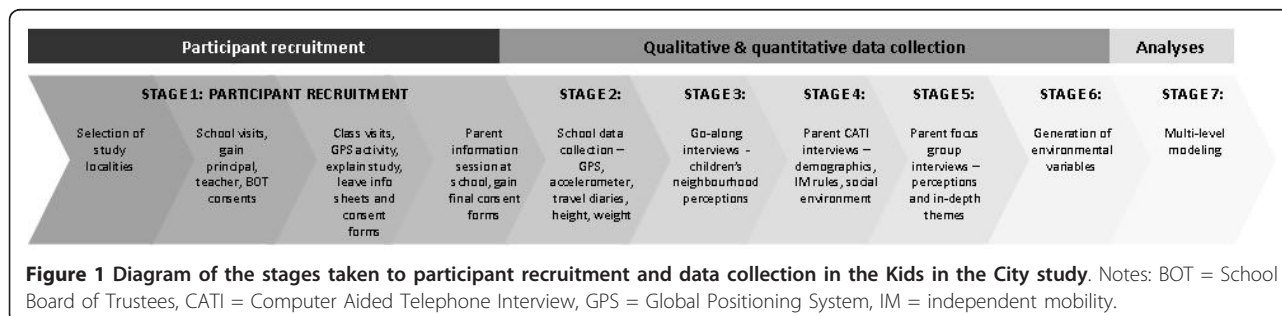 Participant recruitment
Qualitative & quantitative data collection
Analyses
STAGE 1: PARTICIPANT RECRUITMENT
Selection of
study
localities
School visits,
gain
principal,
teacher, BOT
consents
Class visits,
GPS activity,
explain study,
leave info
sheets and
consent
forms
Parent
information
session at
school, gain
final consent
forms
STAGE 2:
School data
collection –
GPS,
accelerometer,
travel diaries,
height, weight
STAGE 3:
Go-along
interviews -
children's
neighbourhood
perceptions
STAGE 4:
Parent CATI
interviews –
demographics,
IM rules, social
environment
STAGE 5:
Parent focus
group
interviews –
perceptions
and in-depth
themes
STAGE 6:
Generation of
environmental
variables
STAGE 7:
Multi-level
modeling
Figure 1 Diagram of the stages taken to participant recruitment and data collection in the Kids in the City study. Notes: BOT = School
Board of Trustees, CATI = Computer Aided Telephone Interview, GPS = Global Positioning System, IM = independent mobility.